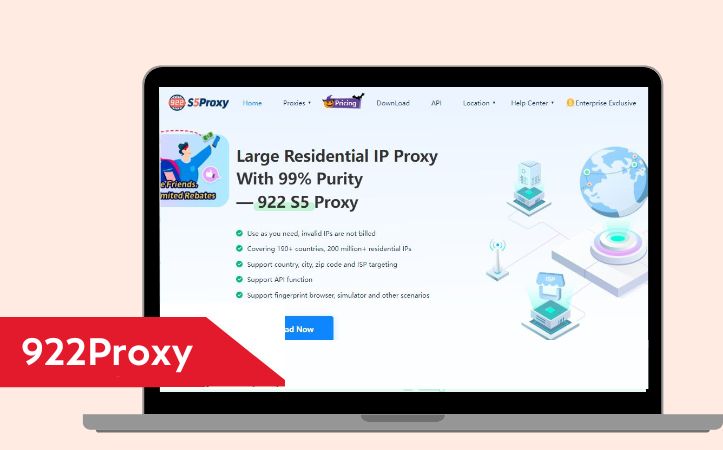 922 S5Proxy
Home Proxies Pricing DownLoad API Location Help Center Enterprise Exclusive
e Friends,
mited Rebates
Large Residential IP Proxy
With 99% Purity
— 922 S5 Proxy
Use as you need, invalid IPs are not billed
Covering 190+ countries, 200 million+ residential IPs
Support country, city, zip code and ISP targeting
Support API function
Support fingerprint browser, simulator and other scenarios
ad Now
ISP
922Proxy